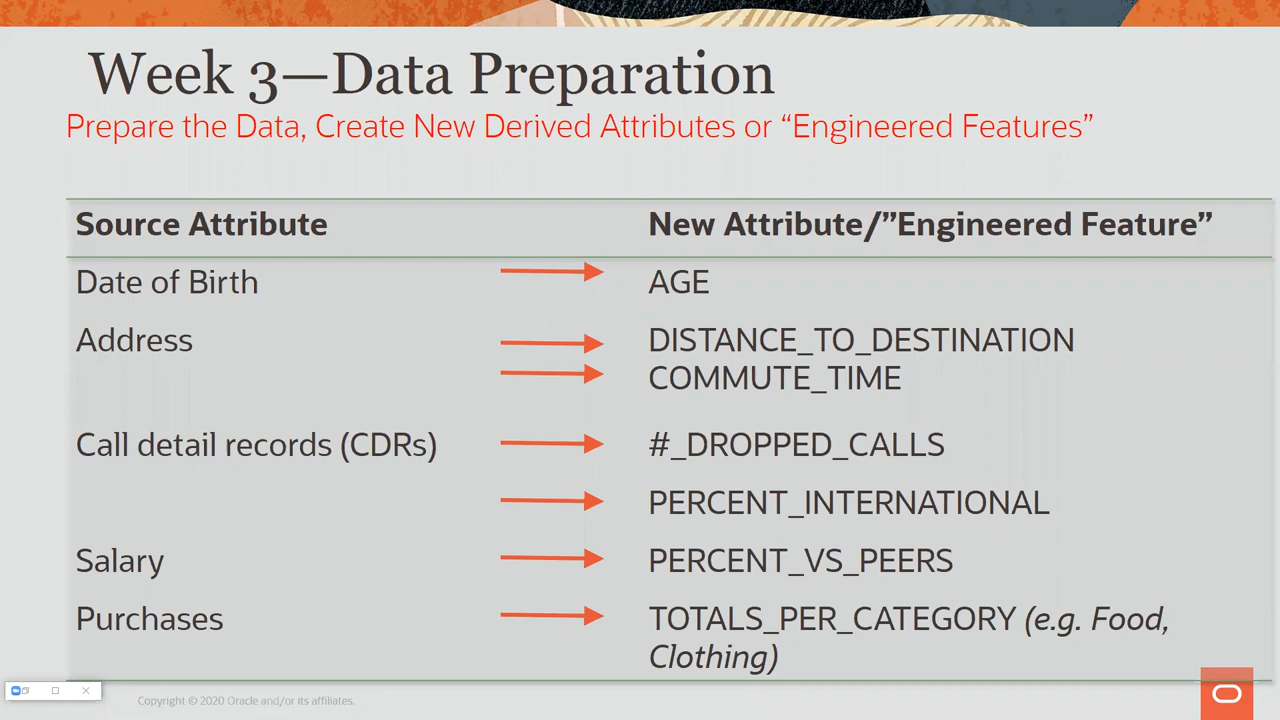 Week 3—Data Preparation
Prepare the Data, Create New Derived Attributes or “Engineered Features”
Source Attribute New Attribute/”Engineered Feature”
Date of Birth AGE
Address DISTANCE_TO_DESTINATION
COMMUTE_TIME
Call detail records (CDRs) #_DROPPED_CALLS
PERCENT_INTERNATIONAL
Salary PERCENT_VS_PEERS
Purchases TOTALS_PER_CATEGORY (e.g. Food,
Clothing)
Copyright © 2020 Oracle and/or its affiliates.